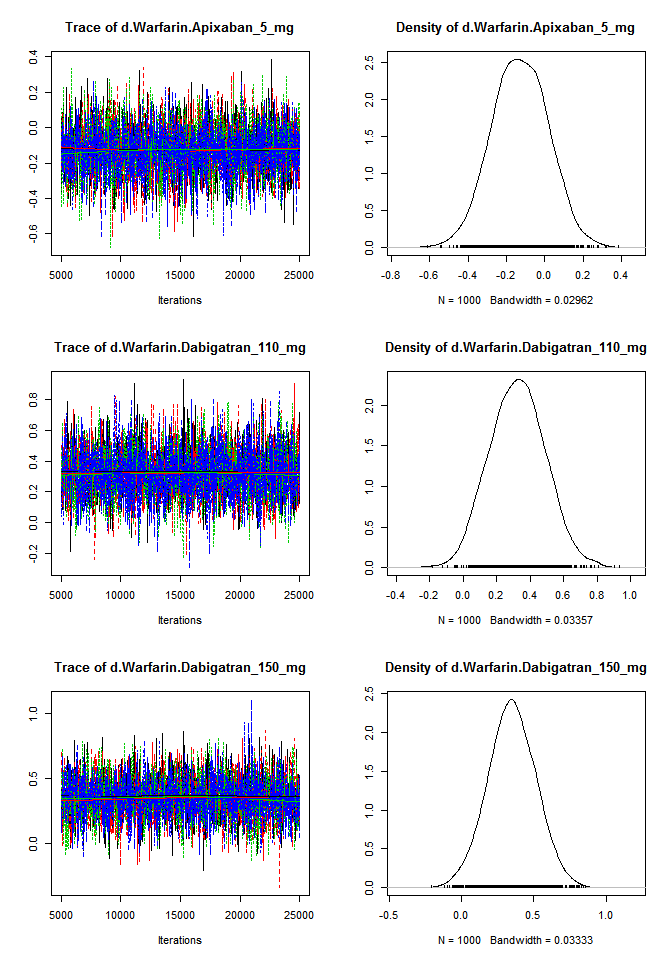 Trace of d.Warfarin.Apixaban_5_mg
0.4
0.2
0.0
-0.2
-0.4
-0.6
5000 10000 15000 20000 25000
Iterations
Density of d.Warfarin.Apixaban_5_mg
2.5
2.0
1.5
1.0
0.5
0.0
-0.8 -0.4 -0.2 0.0 0.2 0.4
N = 1000 Bandwidth = 0.02962
Trace of d.Warfarin.Dabigatran_110_mg
0.8
0.6
0.4
0.2
0.0
-0.2
5000 10000 15000 20000 25000
Iterations
Density of d.Warfarin.Dabigatran_110_mg
2.0
1.5
1.0
0.5
0.0
-0.4 -0.2 0.0 0.2 0.4 0.6 0.8 1.0
N = 1000 Bandwidth = 0.03357
Trace of d.Warfarin.Dabigatran_150_mg
1.0
0.5
0.0
5000 10000 15000 20000 25000
Iterations
Density of d.Warfarin.Dabigatran_150_mg
2.5
2.0
1.5
1.0
0.5
0.0
-0.5 0.0 0.5 1.0
N = 1000 Bandwidth = 0.03333